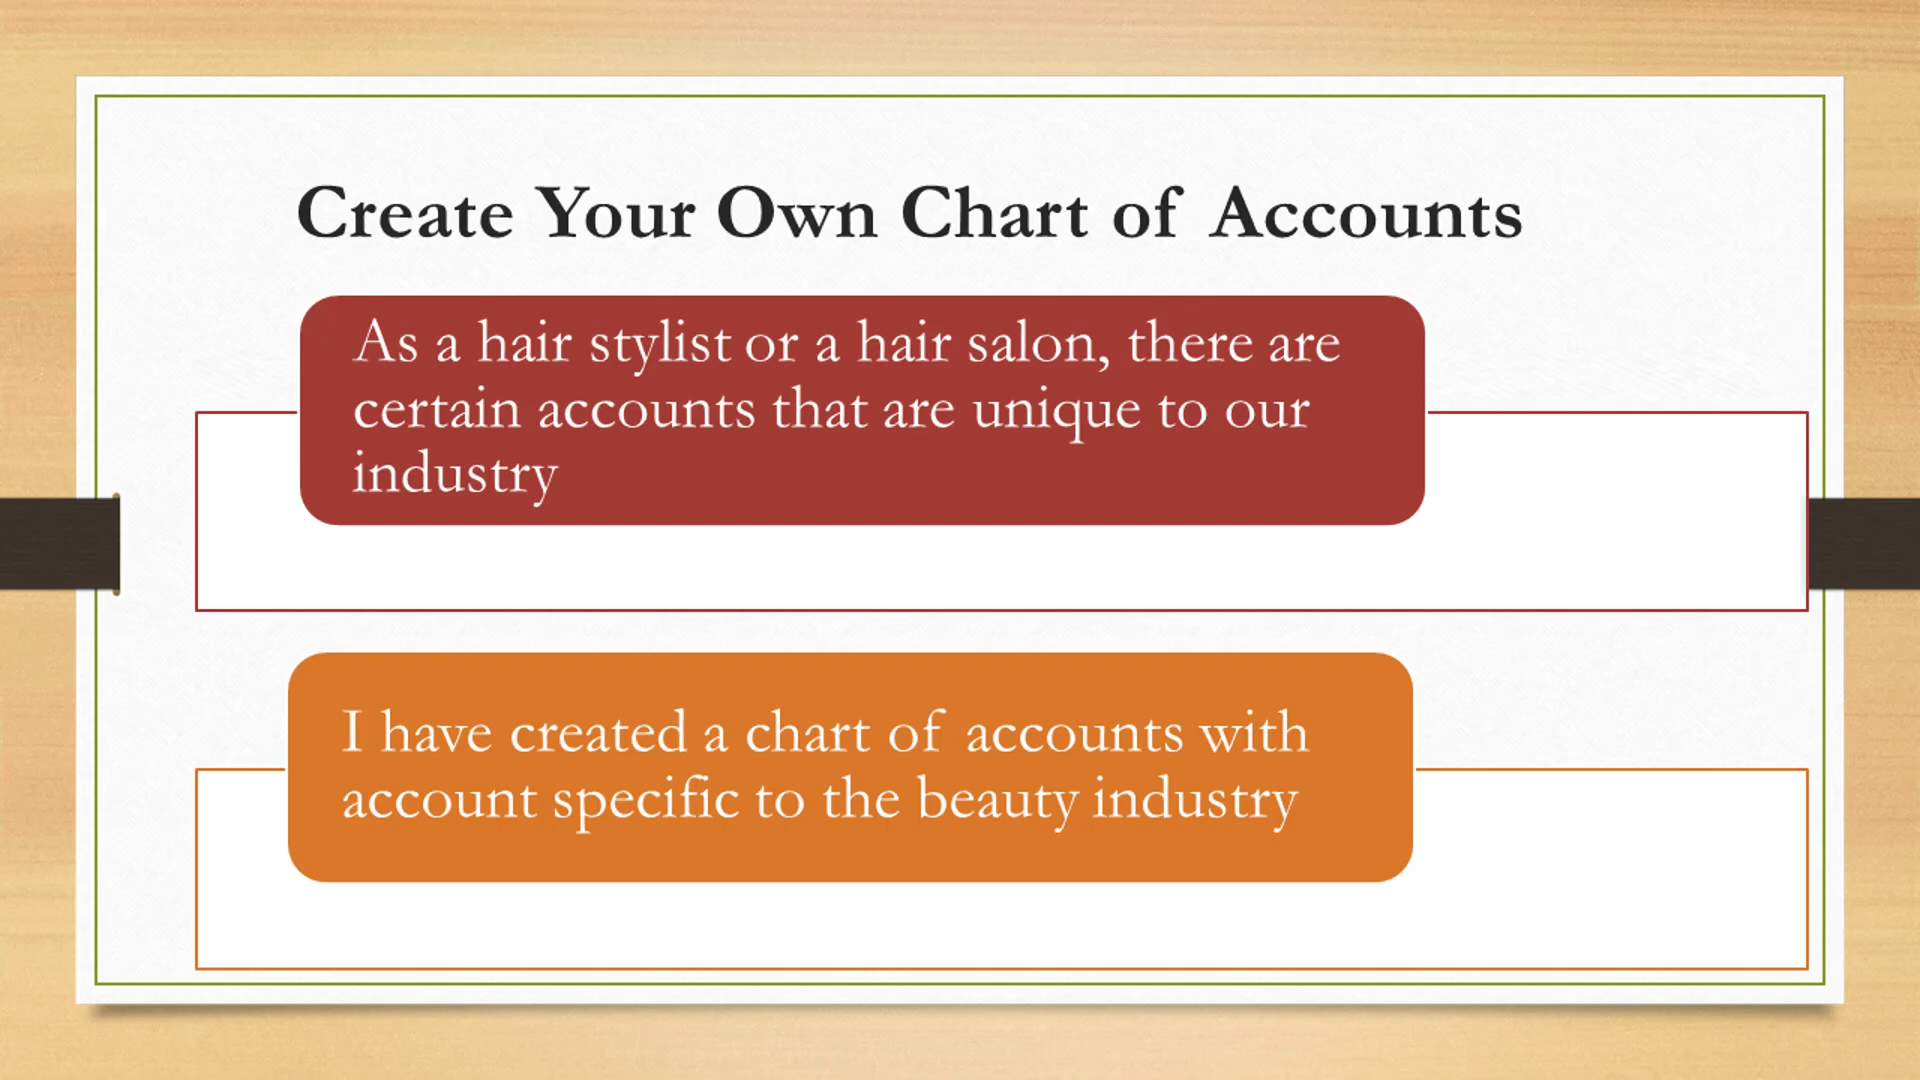 Create Your Own Chart of Accounts
As a hair stylist or a hair salon, there are
certain accounts that are unique to our
industry
I have created a chart of accounts with
account specific to the beauty industry